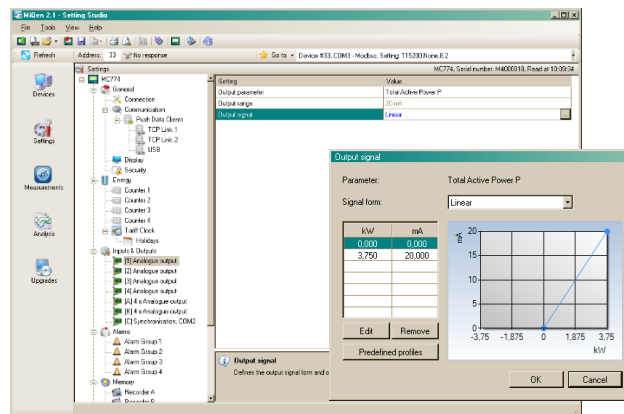 MiQen 2.1 - Setting Studio
File Tools View Help
Refresh Address: 33 No response Go to: Device #33, COM3 - Modbus. Setting: 115200,None,8,2
Devices
Settings
Measurements
Analysis
Upgrades
Settings MC774, Serial number: M4000019, Read at 10:09:34
MC774
General
Connection
Communication
Push Data Clients
TCP Link 1
TCP Link 2
USB
Display
Security
Energy
Counter 1
Counter 2
Counter 3
Counter 4
Tariff Clock
Holidays
Inputs & Outputs
[1] Analogue output
[2] Analogue output
[3] Analogue output
[4] Analogue output
[A] 4 x Analogue output
[B] 4 x Analogue output
[C] Synchronisation, COM2
Alarms
Alarm Group 1
Alarm Group 2
Alarm Group 3
Alarm Group 4
Memory
Recorder A
Recorder B
Setting Value
Output parameter Total Active Power P
Output range 20 mA
Output signal Linear
Output signal
Defines the output signal form and
Output signal
Parameter: Total Active Power P
Signal form: Linear
kW mA
0,000 0,000
3,750 20,000
Edit Remove
Predefined profiles
mA
20
15
10
5
0
-3,75 -1,875 0 1,875 3,75
kW
OK Cancel